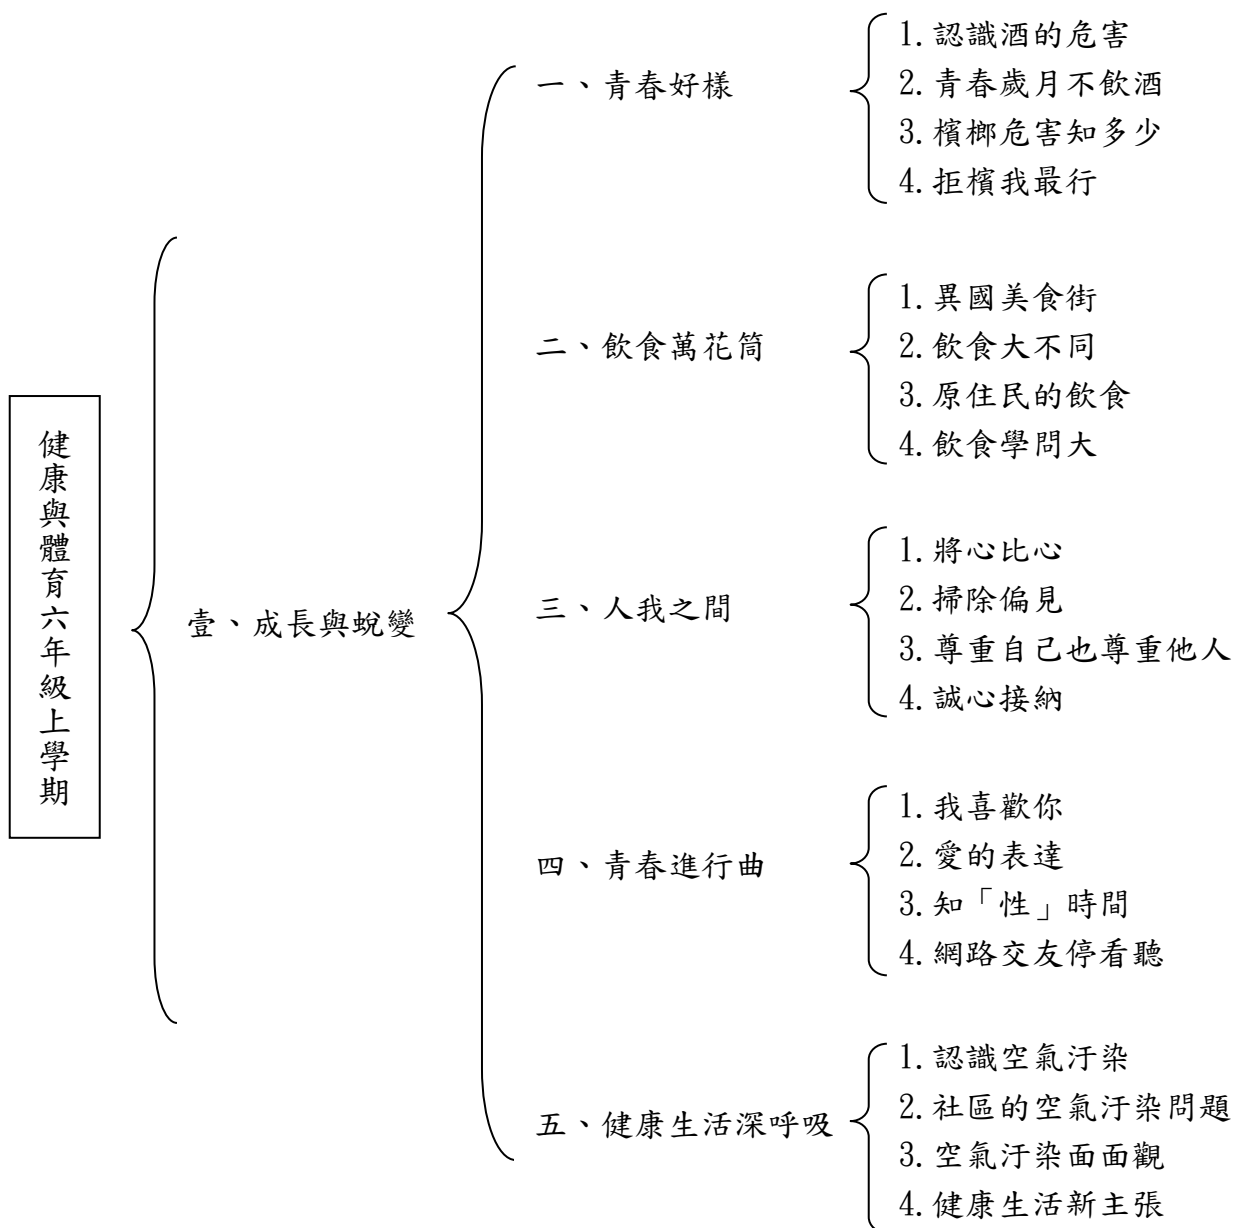 健康與體育六年級上學期
壹、成長與蛻變
一、青春好樣
1.認識酒的危害
2.青春歲月不飲酒
3.檳榔危害知多少
4.拒檳我最行
二、飲食萬花筒
1.異國美食街
2.飲食大不同
3.原住民的飲食
4.飲食學問大
三、人我之間
1.將心比心
2.掃除偏見
3.尊重自己也尊重他人
4.誠心接納
四、青春進行曲
1.我喜歡你
2.愛的表達
3.知「性」時間
4.網路交友停看聽
五、健康生活深呼吸
1.認識空氣汙染
2.社區的空氣汙染問題
3.空氣汙染面面觀
4.健康生活新主張